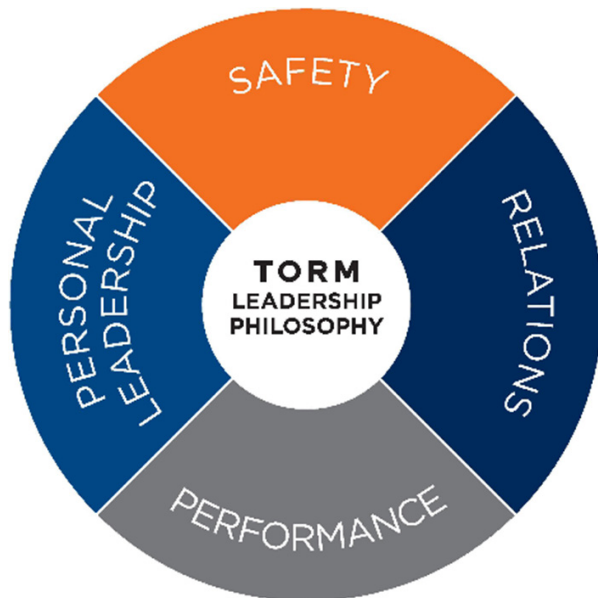 SAFETY
RELATIONS
PERFORMANCE
PERSONAL
LEADERSHIP
TORM
LEADERSHIP
PHILOSOPHY